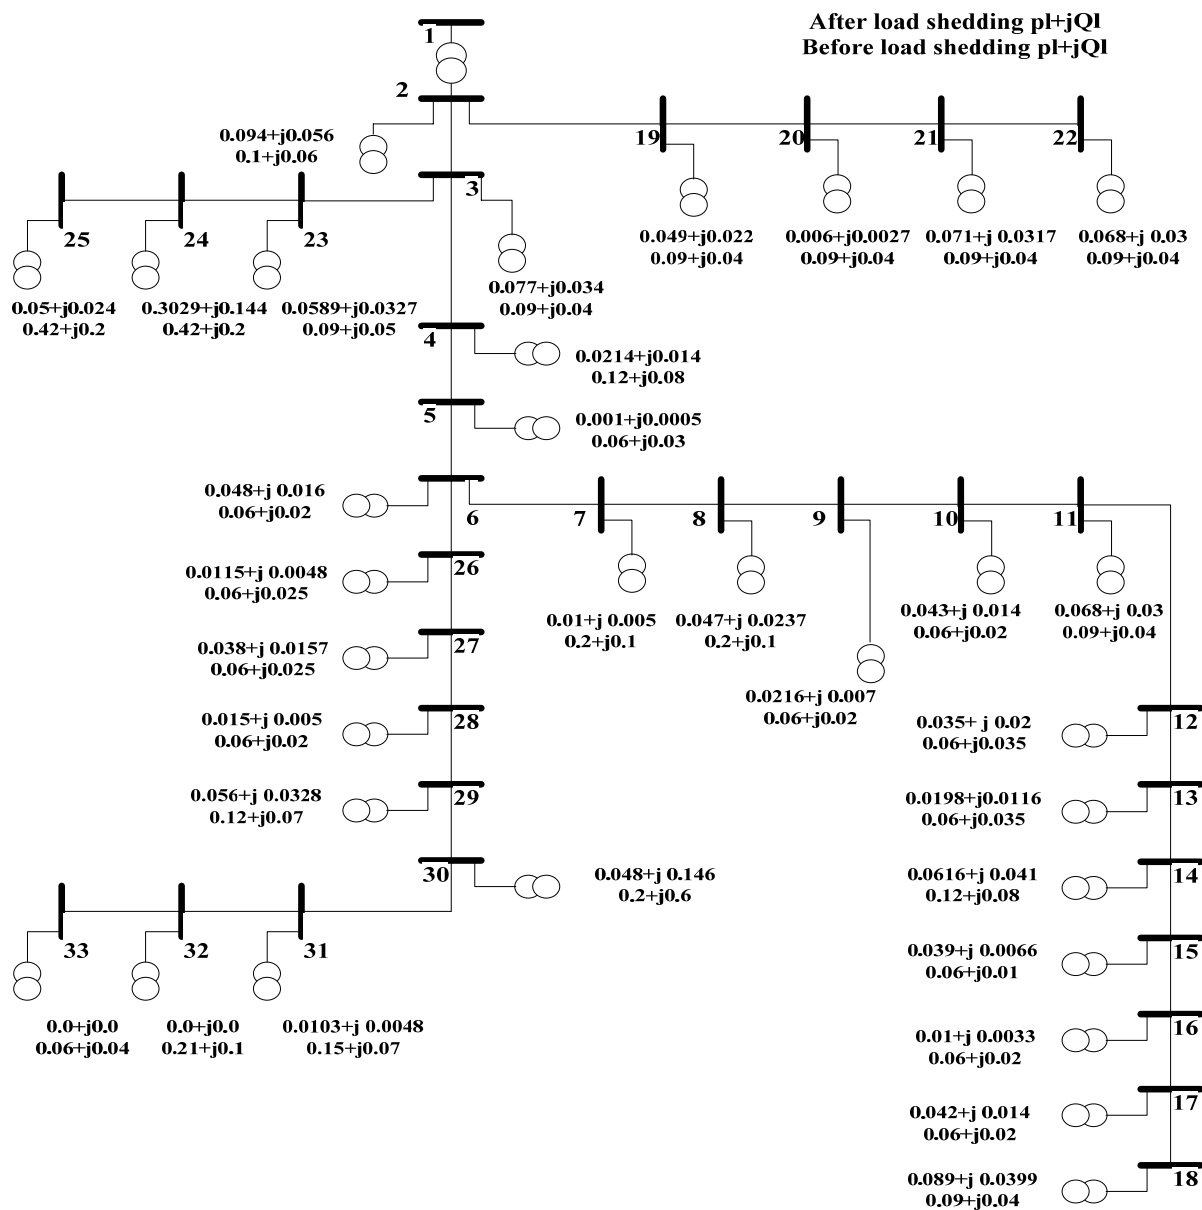 After load shedding pl+jQl
Before load shedding pl+jQl
1
2
0.094+j0.056
0.1+j0.06
19
20
21
22
3
25
24
23
0.049+j0.022
0.09+j0.04
0.006+j0.0027
0.09+j0.04
0.071+j 0.0317
0.09+j0.04
0.068+j 0.03
0.09+j0.04
0.077+j0.034
0.09+j0.04
0.05+j0.024
0.42+j0.2
0.3029+j0.144
0.42+j0.2
0.0589+j0.0327
0.09+j0.05
4
0.0214+j0.014
0.12+j0.08
5
0.001+j0.0005
0.06+j0.03
0.048+j 0.016
0.06+j0.02
6
7
8
9
10
11
26
0.0115+j 0.0048
0.06+j0.025
0.01+j 0.005
0.2+j0.1
0.047+j 0.0237
0.2+j0.1
0.043+j 0.014
0.06+j0.02
0.068+j 0.03
0.09+j0.04
27
0.038+j 0.0157
0.06+j0.025
0.0216+j 0.007
0.06+j0.02
28
0.015+j 0.005
0.06+j0.02
12
0.035+ j 0.02
0.06+j0.035
29
0.056+j 0.0328
0.12+j0.07
13
0.0198+j0.0116
0.06+j0.035
30
0.048+j 0.146
0.2+j0.6
14
0.0616+j 0.041
0.12+j0.08
33
32
31
15
0.039+j 0.0066
0.06+j0.01
0.0+j0.0
0.06+j0.04
0.0+j0.0
0.21+j0.1
0.0103+j 0.0048
0.15+j0.07
16
0.01+j 0.0033
0.06+j0.02
17
0.042+j 0.014
0.06+j0.02
18
0.089+j 0.0399
0.09+j0.04